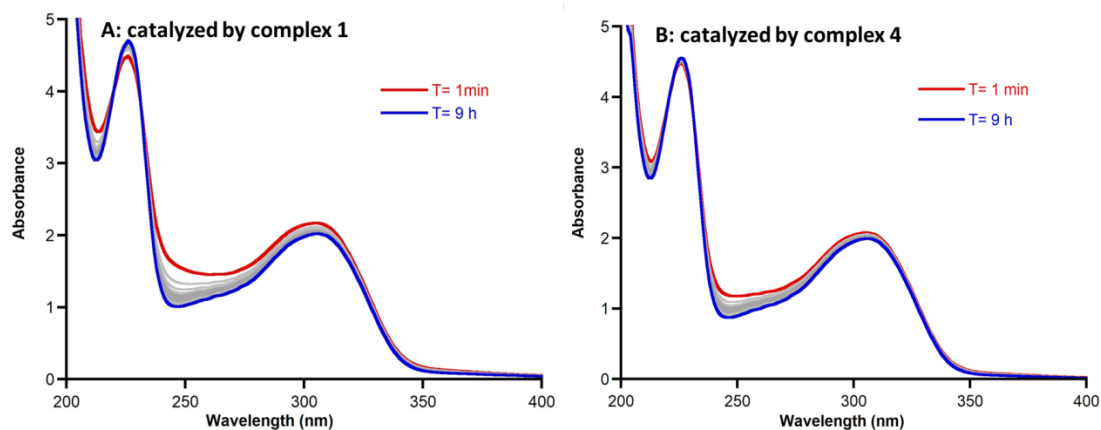 A: catalyzed by complex 1
T= 1min
T= 9 h
5
4
3
2
1
0
Absorbance
200
250
300
350
400
Wavelength (nm)
B: catalyzed by complex 4
T= 1 min
T= 9 h
5
4
3
2
1
0
Absorbance
200
250
300
350
400
Wavelength (nm)